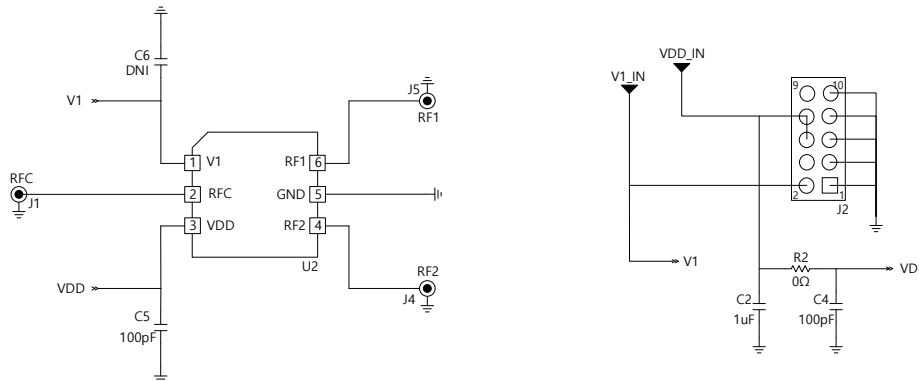 C6
DNI
V1
J5
RF1
1
V1
RF1
6
RFC
J1
2
RFC
GND
5
3
VDD
RF2
4
U2
VDD
RF2
J4
C5
100pF
VDD_IN
V1_IN
9
10
2
1
J2
V1
R2
0Ω
VD
C2
1uF
C4
100pF